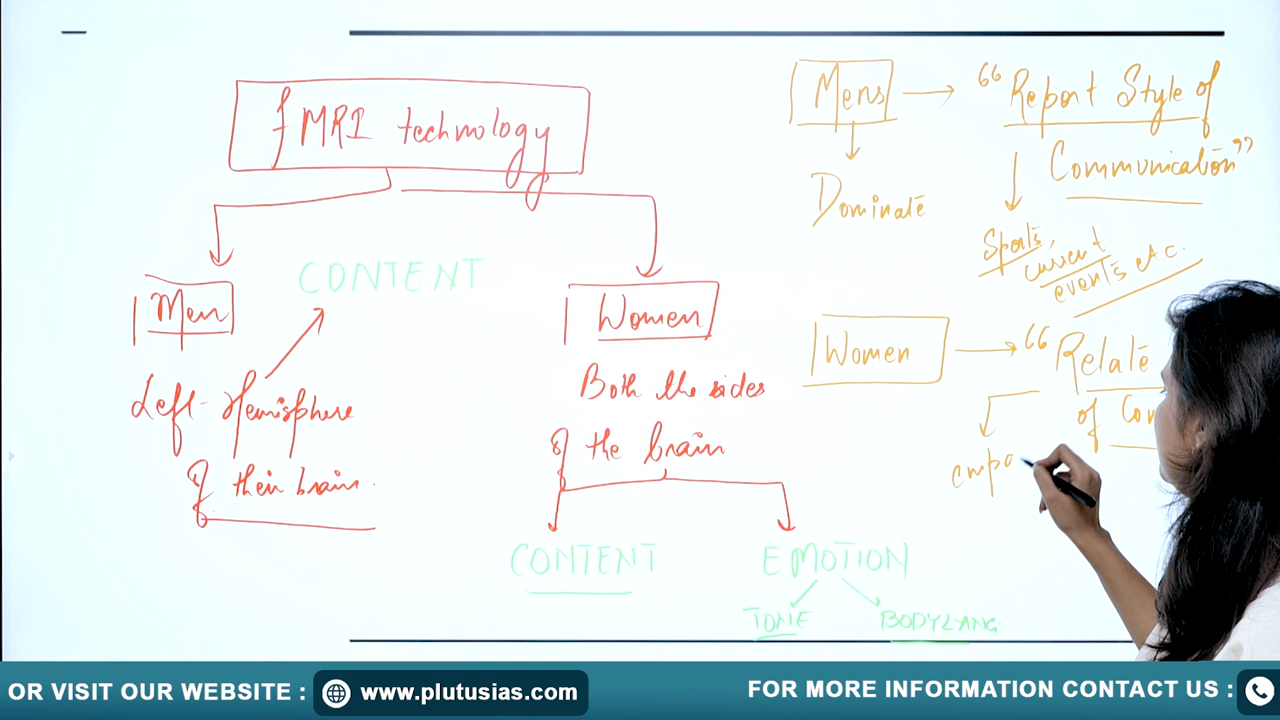 fMRI technology
Men
CONTENT
Women
Left-Hemisphere
of their brain.
Both the sides
of the brain
CONTENT
EMOTION
TONE
BODYLANG
Mens
"Report Style of
Communication"
Dominate
Sports,
current
events etc.
Women
"Relate
of
OR VISIT OUR WEBSITE :
www.plutusias.com
FOR MORE INFORMATION CONTACT US :